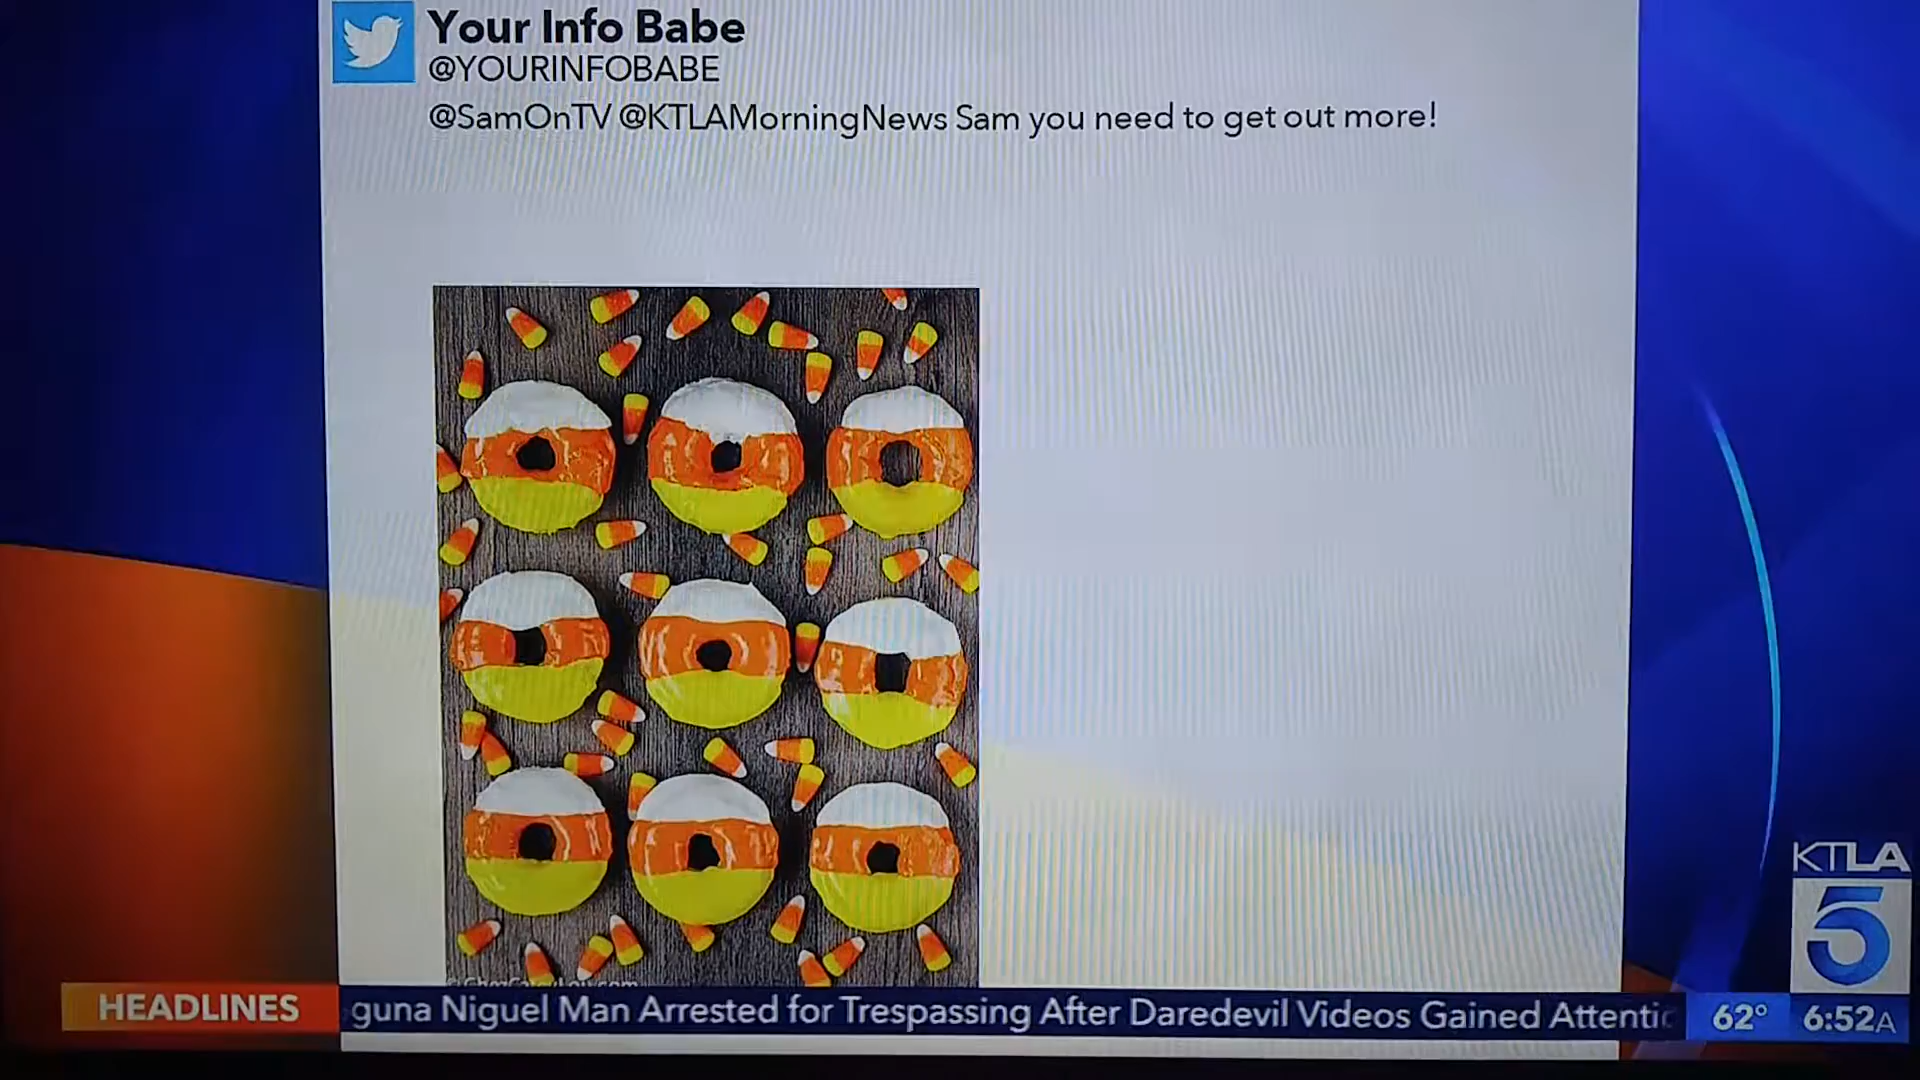 Your Info Babe
@YOURINFOBABE
@SamOnTV @KTLAMorningNews Sam you need to get out more!
KTLA
5
HEADLINES
guna Niguel Man Arrested for Trespassing After Daredevil Videos Gained Attentic
62° 6:52A